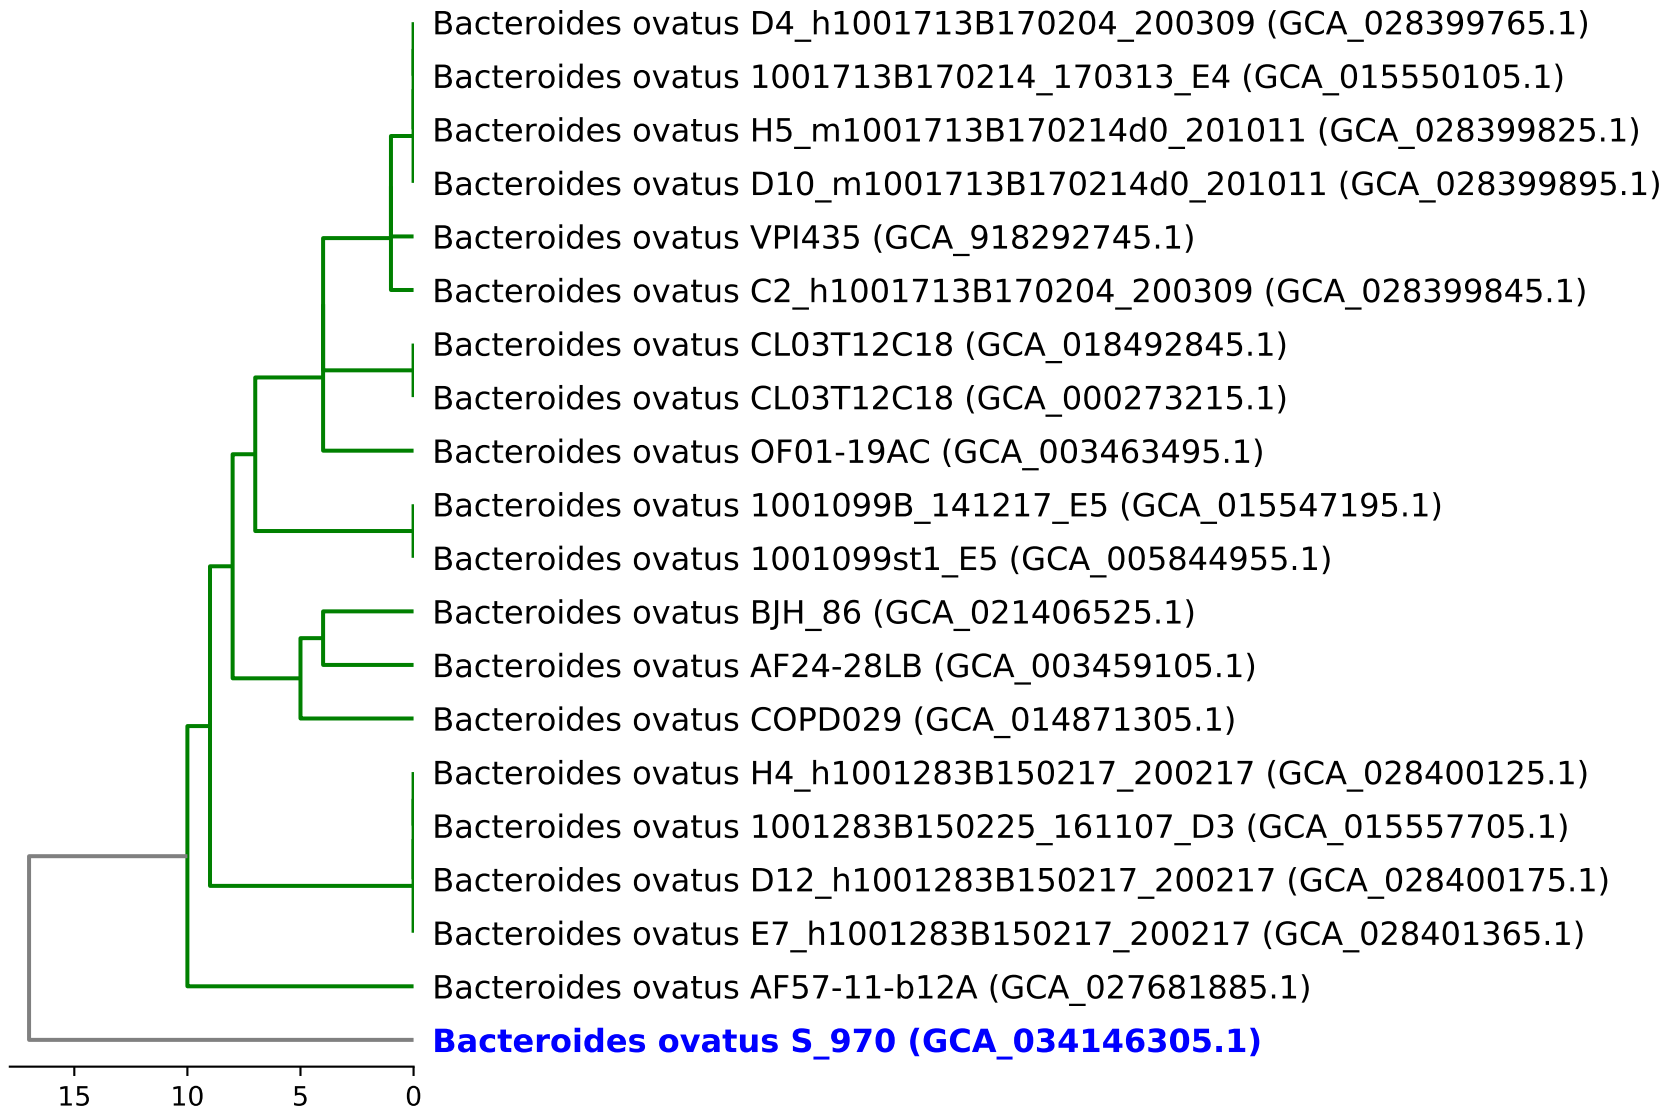 Bacteroides ovatus D4_h1001713B170204_200309 (GCA_028399765.1)
Bacteroides ovatus 1001713B170214_170313_E4 (GCA_015550105.1)
Bacteroides ovatus H5_m1001713B170214d0_201011 (GCA_028399825.1)
Bacteroides ovatus D10_m1001713B170214d0_201011 (GCA_028399895.1)
Bacteroides ovatus VPI435 (GCA_918292745.1)
Bacteroides ovatus C2_h1001713B170204_200309 (GCA_028399845.1)
Bacteroides ovatus CL03T12C18 (GCA_018492845.1)
Bacteroides ovatus CL03T12C18 (GCA_000273215.1)
Bacteroides ovatus OF01-19AC (GCA_003463495.1)
Bacteroides ovatus 1001099B_141217_E5 (GCA_015547195.1)
Bacteroides ovatus 1001099st1_E5 (GCA_005844955.1)
Bacteroides ovatus BJH_86 (GCA_021406525.1)
Bacteroides ovatus AF24-28LB (GCA_003459105.1)
Bacteroides ovatus COPD029 (GCA_014871305.1)
Bacteroides ovatus H4_h1001283B150217_200217 (GCA_028400125.1)
Bacteroides ovatus 1001283B150225_161107_D3 (GCA_015557705.1)
Bacteroides ovatus D12_h1001283B150217_200217 (GCA_028400175.1)
Bacteroides ovatus E7_h1001283B150217_200217 (GCA_028401365.1)
Bacteroides ovatus AF57-11-b12A (GCA_027681885.1)
Bacteroides ovatus S_970 (GCA_034146305.1)
15 10 5 0